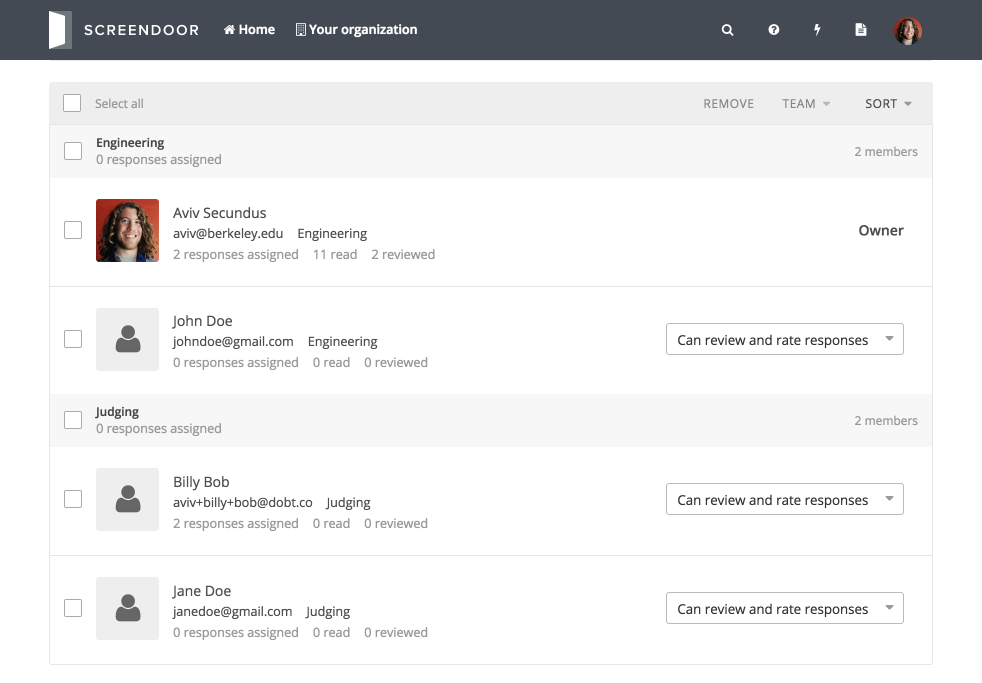 SCREENDOOR Home Your organization
Select all REMOVE TEAM SORT
Engineering
0 responses assigned 2 members
Aviv Secundus
aviv@berkeley.edu Engineering Owner
2 responses assigned 11 read 2 reviewed
John Doe
johndoe@gmail.com Engineering Can review and rate responses
0 responses assigned 0 read 0 reviewed
Judging
0 responses assigned 2 members
Billy Bob
aviv+billy+bob@dobt.co Judging Can review and rate responses
2 responses assigned 0 read 0 reviewed
Jane Doe
janedoe@gmail.com Judging Can review and rate responses
0 responses assigned 0 read 0 reviewed